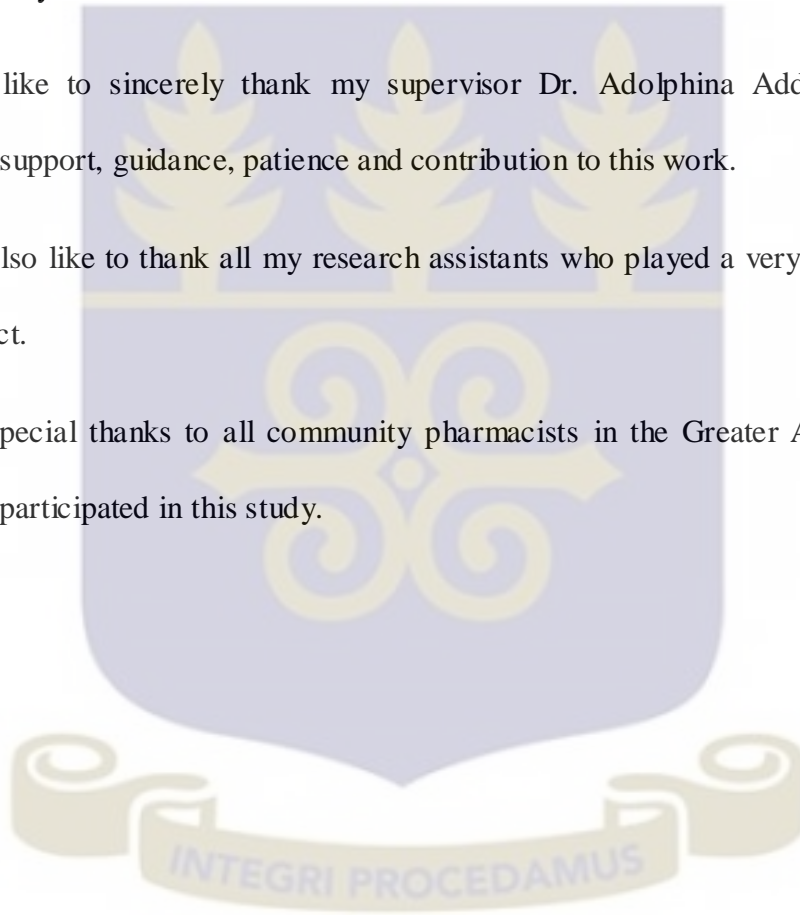 like to sincerely thank my supervisor Dr. Adolphina
support, guidance, patience and contribution to this work.
lso like to thank all my research assistants who played a very
ct.
pecial thanks to all community pharmacists in the Greater
participated in this study.
INTEGRI PROCEDAMUS